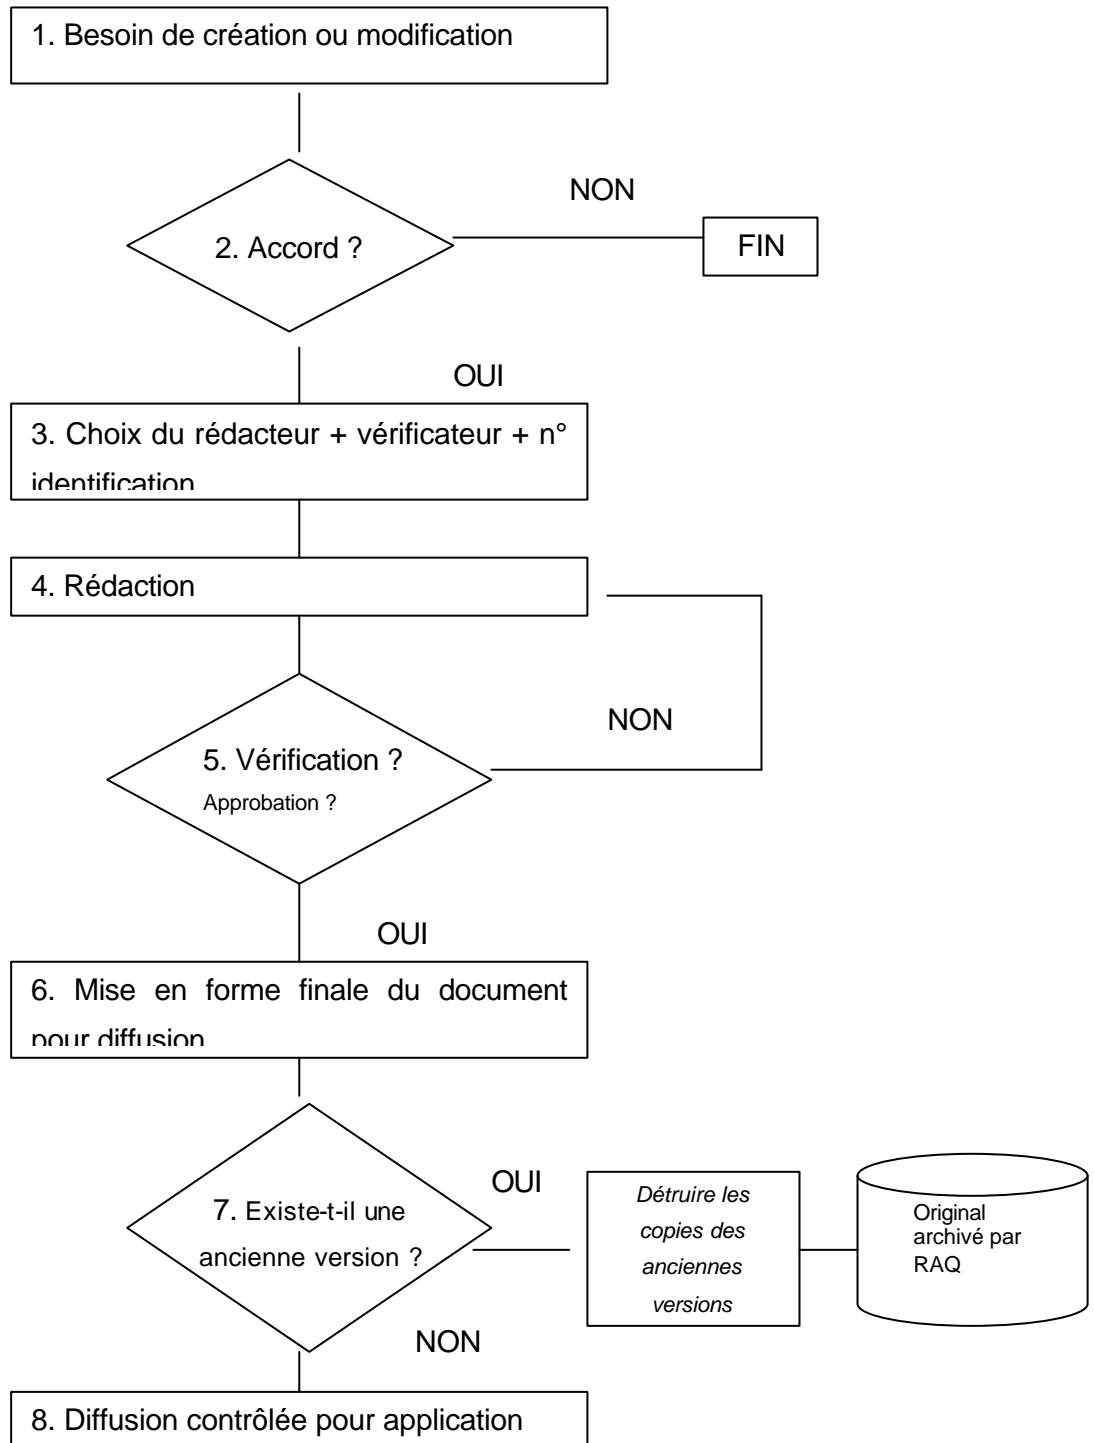 1. Besoin de création ou modification
NON
2. Accord ?
FIN
OUI
3. Choix du rédacteur + vérificateur + n°
identification
4. Rédaction
NON
5. Vérification ?
Approbation ?
OUI
6. Mise en forme finale du document
pour diffusion
OUI
7. Existe-t-il une
ancienne version ?
Détruire les
copies des
anciennes
versions
Original
archivé par
RAQ
NON
8. Diffusion contrôlée pour application